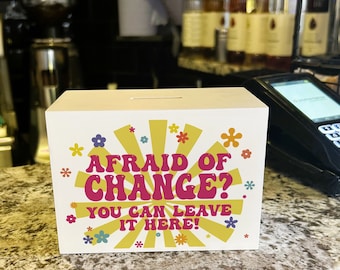 AFRAID OF
CHANGE?
YOU CAN LEAVE
IT HERE!